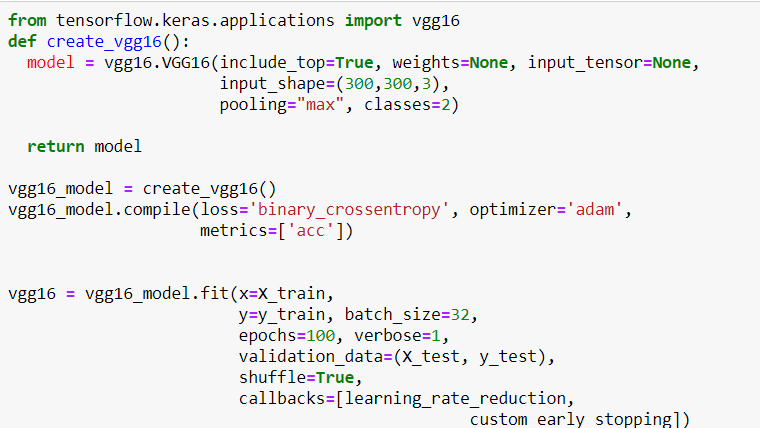 from tensorflow.keras.applications import vgg16
def create_vgg16():
  model = vgg16.VGG16(include_top=True, weights=None, input_tensor=None,
                      input_shape=(300,300,3),
                      pooling="max", classes=2)

  return model

vgg16_model = create_vgg16()
vgg16_model.compile(loss='binary_crossentropy', optimizer='adam',
                    metrics=['acc'])


vgg16 = vgg16_model.fit(x=X_train,
                        y=y_train, batch_size=32,
                        epochs=100, verbose=1,
                        validation_data=(X_test, y_test),
                        shuffle=True,
                        callbacks=[learning_rate_reduction,
                                                custom_early_stopping])